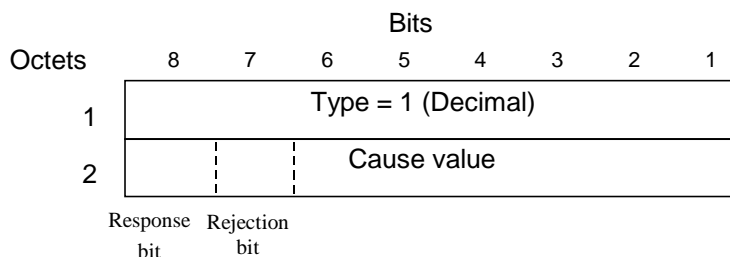 Bits
Octets 8 7 6 5 4 3 2 1
1 Type = 1 (Decimal)
2 Cause value
Response Rejection
bit bit